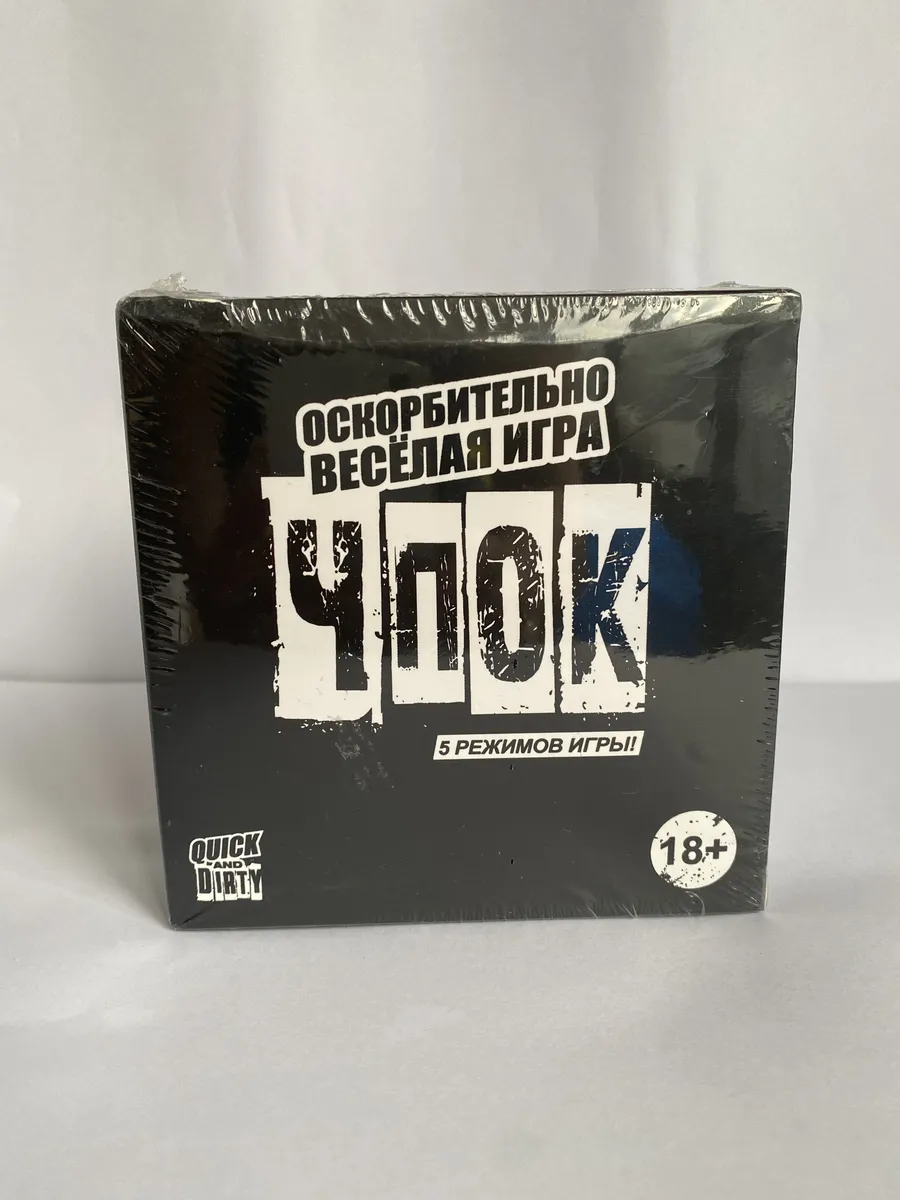 ОСКОРБИТЕЛЬНО
ВЕСЁЛАЯ ИГРА
ЧПОК
5 РЕЖИМОВ ИГРЫ!
QUICK
AND
DIRTY
18+